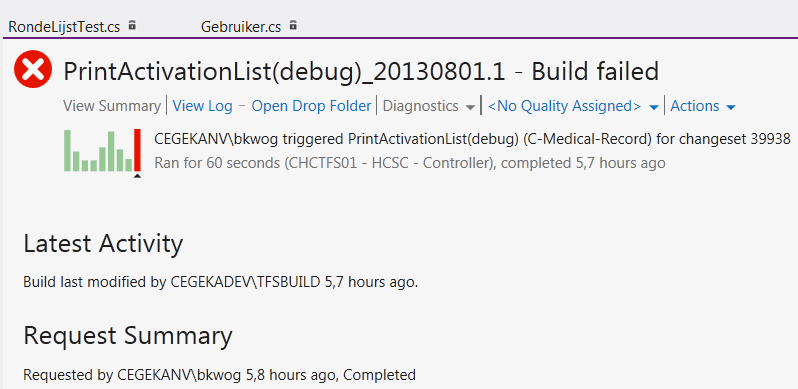 RondeLijstTest.cs Gebruiker.cs
PrintActivationList(debug)_20130801.1 - Build failed
View Summary | View Log - Open Drop Folder | Diagnostics | <No Quality Assigned> | Actions
CEGEKANV\bkwog triggered PrintActivationList(debug) (C-Medical-Record) for changeset 39938
Ran for 60 seconds (CHCTFS01 - HCSC - Controller), completed 5,7 hours ago
Latest Activity
Build last modified by CEGEKADEV\TFSBUILD 5,7 hours ago.
Request Summary
Requested by CEGEKANV\bkwog 5,8 hours ago, Completed